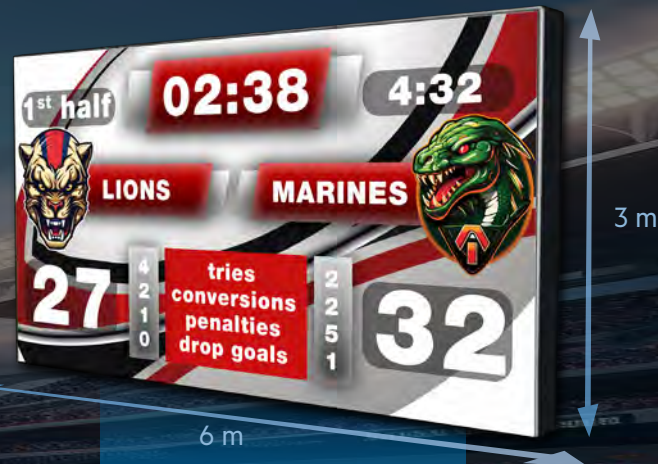 1st half
02:38
4:32
LIONS
MARINES
27
4
2
1
0
tries
conversions
penalties
drop goals
2
2
5
1
32
3 m
6 m